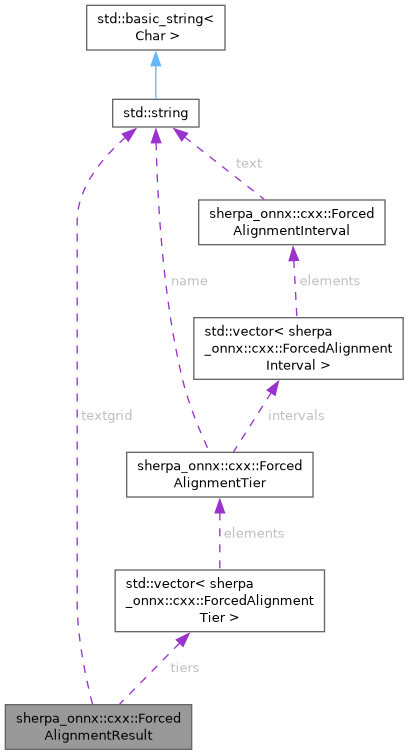 std::basic_string<
Char >
std::string
text
sherpa_onnx::cxx::Forced
AlignmentInterval
name
elements
std::vector< sherpa
_onnx::cxx::ForcedAlignment
Interval >
textgrid
intervals
sherpa_onnx::cxx::Forced
AlignmentTier
elements
std::vector< sherpa
_onnx::cxx::ForcedAlignment
Tier >
tiers
sherpa_onnx::cxx::Forced
AlignmentResult